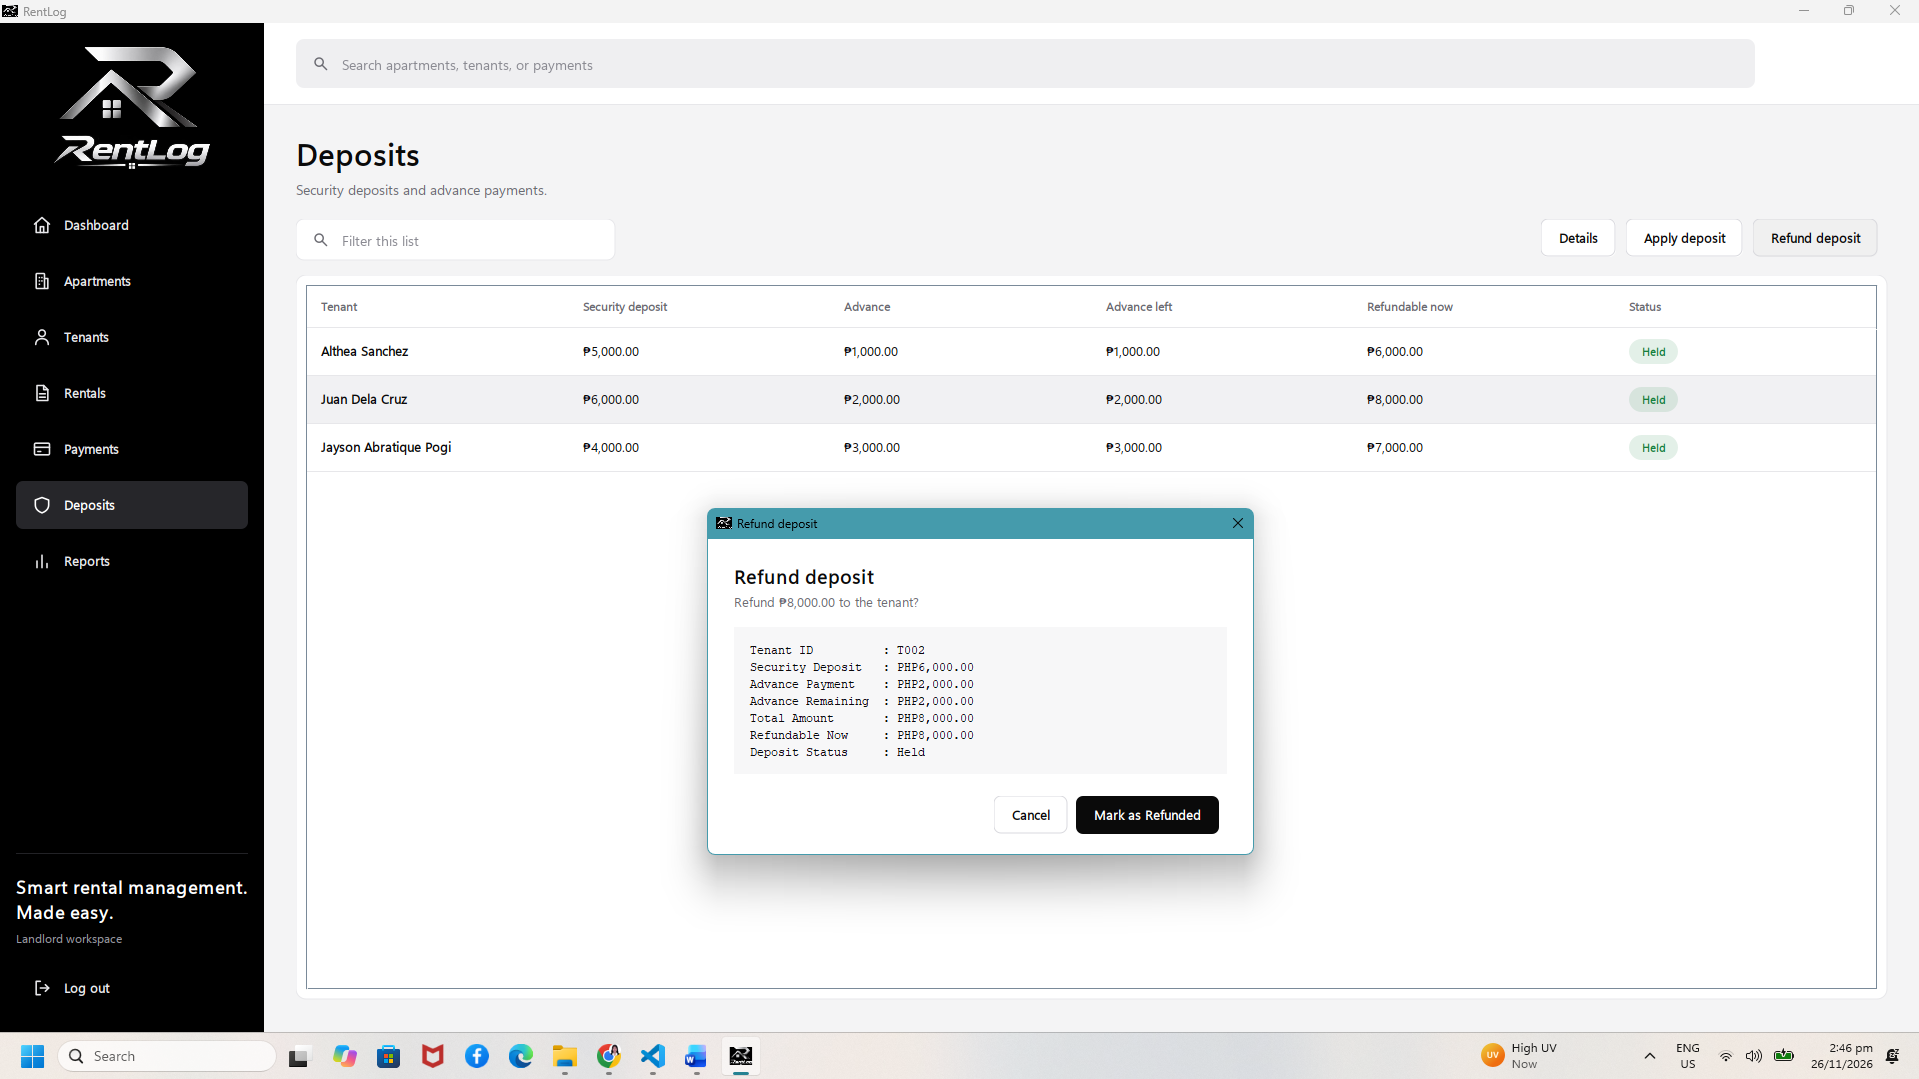 RentLog
RentLog
Search apartments, tenants, or payments
Dashboard
Apartments
Tenants
Rentals
Payments
Deposits
Reports
Smart rental management.
Made easy.
Landlord workspace
Log out
Deposits
Security deposits and advance payments.
Filter this list
Details
Apply deposit
Refund deposit
Tenant Security deposit Advance Advance left Refundable now Status
Althea Sanchez ₱5,000.00 ₱1,000.00 ₱1,000.00 ₱6,000.00 Held
Juan Dela Cruz ₱6,000.00 ₱2,000.00 ₱2,000.00 ₱8,000.00 Held
Jayson Abratique Pogi ₱4,000.00 ₱3,000.00 ₱3,000.00 ₱7,000.00 Held
Refund deposit
Refund deposit
Refund ₱8,000.00 to the tenant?
Tenant ID : T002
Security Deposit : PHP6,000.00
Advance Payment : PHP2,000.00
Advance Remaining : PHP2,000.00
Total Amount : PHP8,000.00
Refundable Now : PHP8,000.00
Deposit Status : Held
Cancel
Mark as Refunded
Search
UV
High UV
Now
ENG
US
2:46 pm
26/11/2026